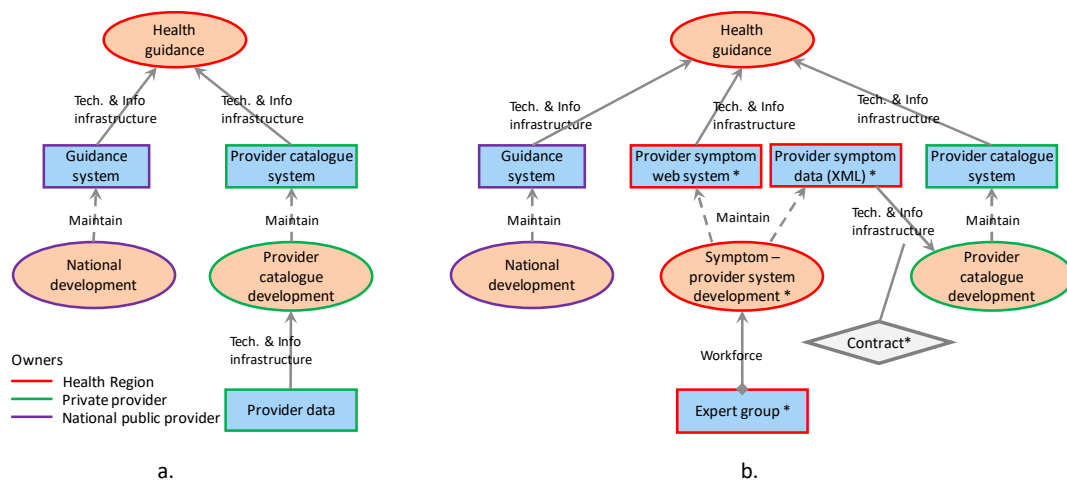 Health
guidance
Tech. & Info
infrastructure
Tech. & Info
infrastructure
Guidance
system
Provider catalogue
system
Maintain
Maintain
National
development
Provider
catalogue
development
Tech. & Info
infrastructure
Provider data
Owners
Health Region
Private provider
National public provider
a.
Health
guidance
Tech. & Info
infrastructure
Tech. & Info
infrastructure
Tech. & Info
infrastructure
Guidance
system
Provider symptom
web system *
Provider symptom
data (XML) *
Provider catalogue
system
Maintain
Maintain
Tech. & Info
infrastructure
Maintain
National
development
Symptom –
provider system
development *
Provider
catalogue
development
Contract*
Workforce
Expert group *
b.